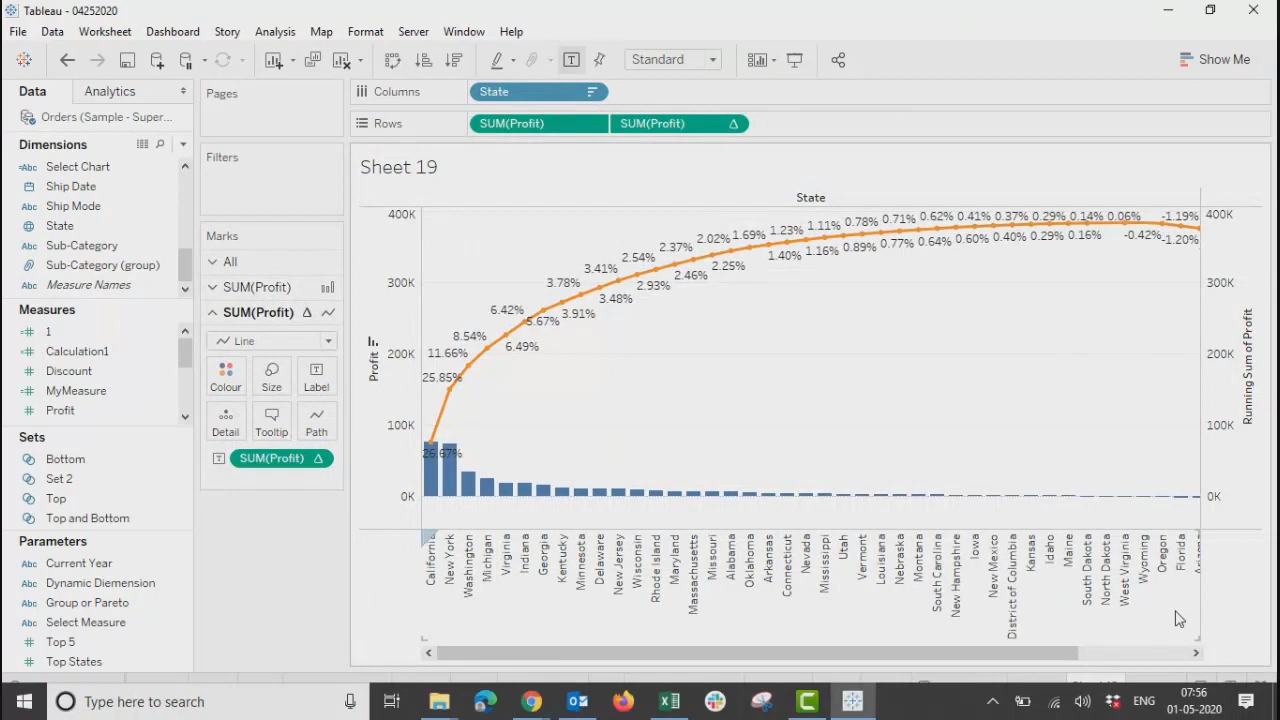 Tableau - 04252020
File Data Worksheet Dashboard Story Analysis Map Format Server Window Help
Standard
Show Me
Data Analytics
Orders (Sample - Super...
Dimensions
Abc Select Chart
Ship Date
Abc Ship Mode
State
Abc Sub-Category
Sub-Category (group)
Abc Measure Names
Measures
1
Calculation1
Discount
MyMeasure
Profit
Sets
Bottom
Set 2
Top
Top and Bottom
Parameters
Abc Current Year
Abc Dynamic Diemension
Abc Group or Pareto
Abc Select Measure
Top 5
Top States
Pages
Filters
Marks
All
SUM(Profit)
SUM(Profit)
Line
Colour Size Label
Detail Tooltip Path
SUM(Profit)
Columns State
Rows SUM(Profit) SUM(Profit)
Sheet 19
State
400K
300K
200K
100K
0K
Profit
26.67%
25.85%
11.66%
8.54%
6.49%
6.42%
5.67%
3.78%
3.91%
3.41%
3.48%
2.54%
2.93%
2.37%
2.46%
2.02%
2.25%
1.69%
1.23%
1.40%
1.11%
1.16%
0.78%
0.89%
0.71%
0.77%
0.62%
0.64%
0.41%
0.60%
0.37%
0.40%
0.29%
0.29%
0.14%
0.16%
0.06%
-0.42%
-1.19%
-1.20%
400K
300K
200K
100K
0K
Running Sum of Profit
California
New York
Washington
Michigan
Virginia
Indiana
Georgia
Kentucky
Minnesota
Delaware
New Jersey
Wisconsin
Rhode Island
Maryland
Massachusetts
Missouri
Alabama
Oklahoma
Arkansas
Connecticut
Nevada
Mississippi
Utah
Vermont
Louisiana
Nebraska
Montana
South Carolina
New Hampshire
Iowa
New Mexico
District of Columbia
Kansas
Idaho
Maine
South Dakota
North Dakota
West Virginia
Wyoming
Oregon
Florida
Type here to search
ENG
07:56
01-05-2020